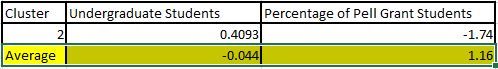 Cluster Undergraduate Students Percentage of Pell Grant Students
2 0.4093 -1.74
Average -0.044 1.16